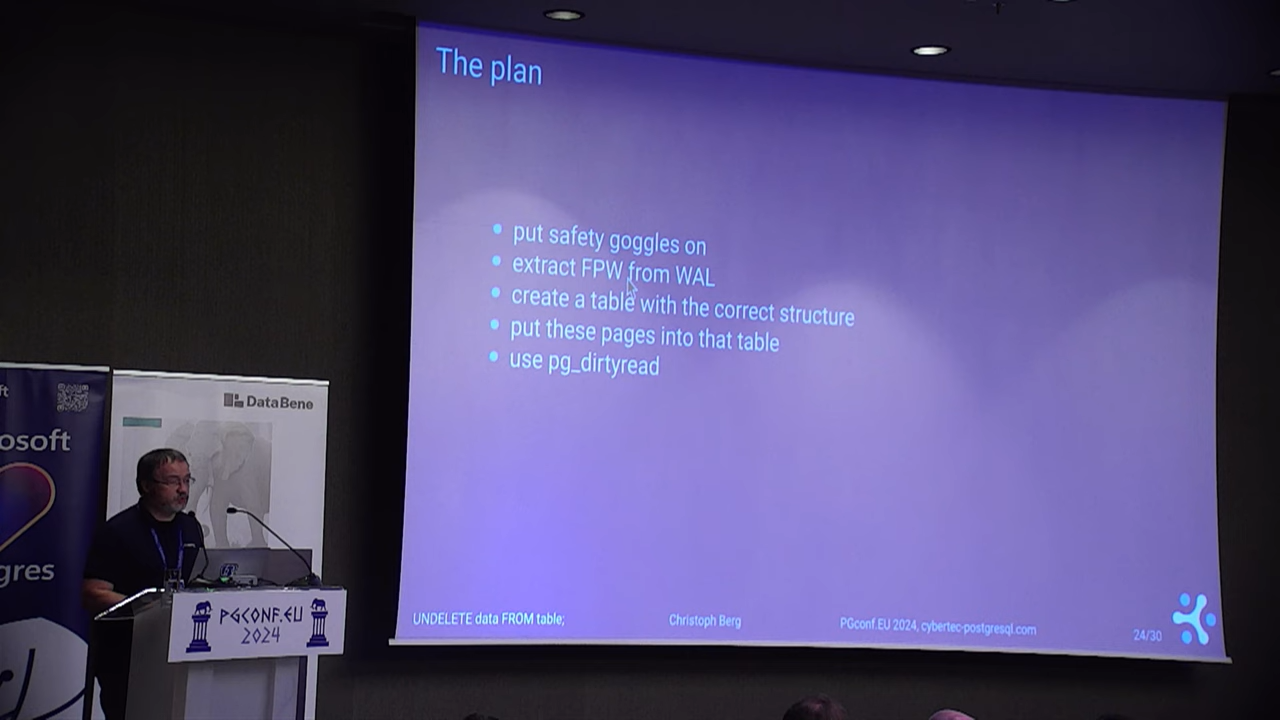 The plan
put safety goggles on
extract FPW from WAL
create a table with the correct structure
put these pages into that table
use pg_dirtyread
UNDELETE data FROM table;
Christoph Berg
PGconf.EU 2024, cybertec-postgresql.com
24/30
ft
osoft
gres
DataBene
PGCONF.EU
2024